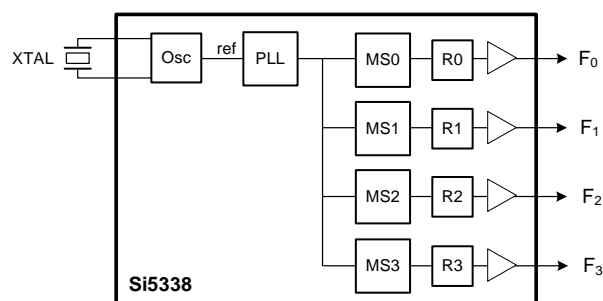 XTAL
Osc
ref
PLL
MS0
R0
F0
MS1
R1
F1
MS2
R2
F2
MS3
R3
F3
Si5338